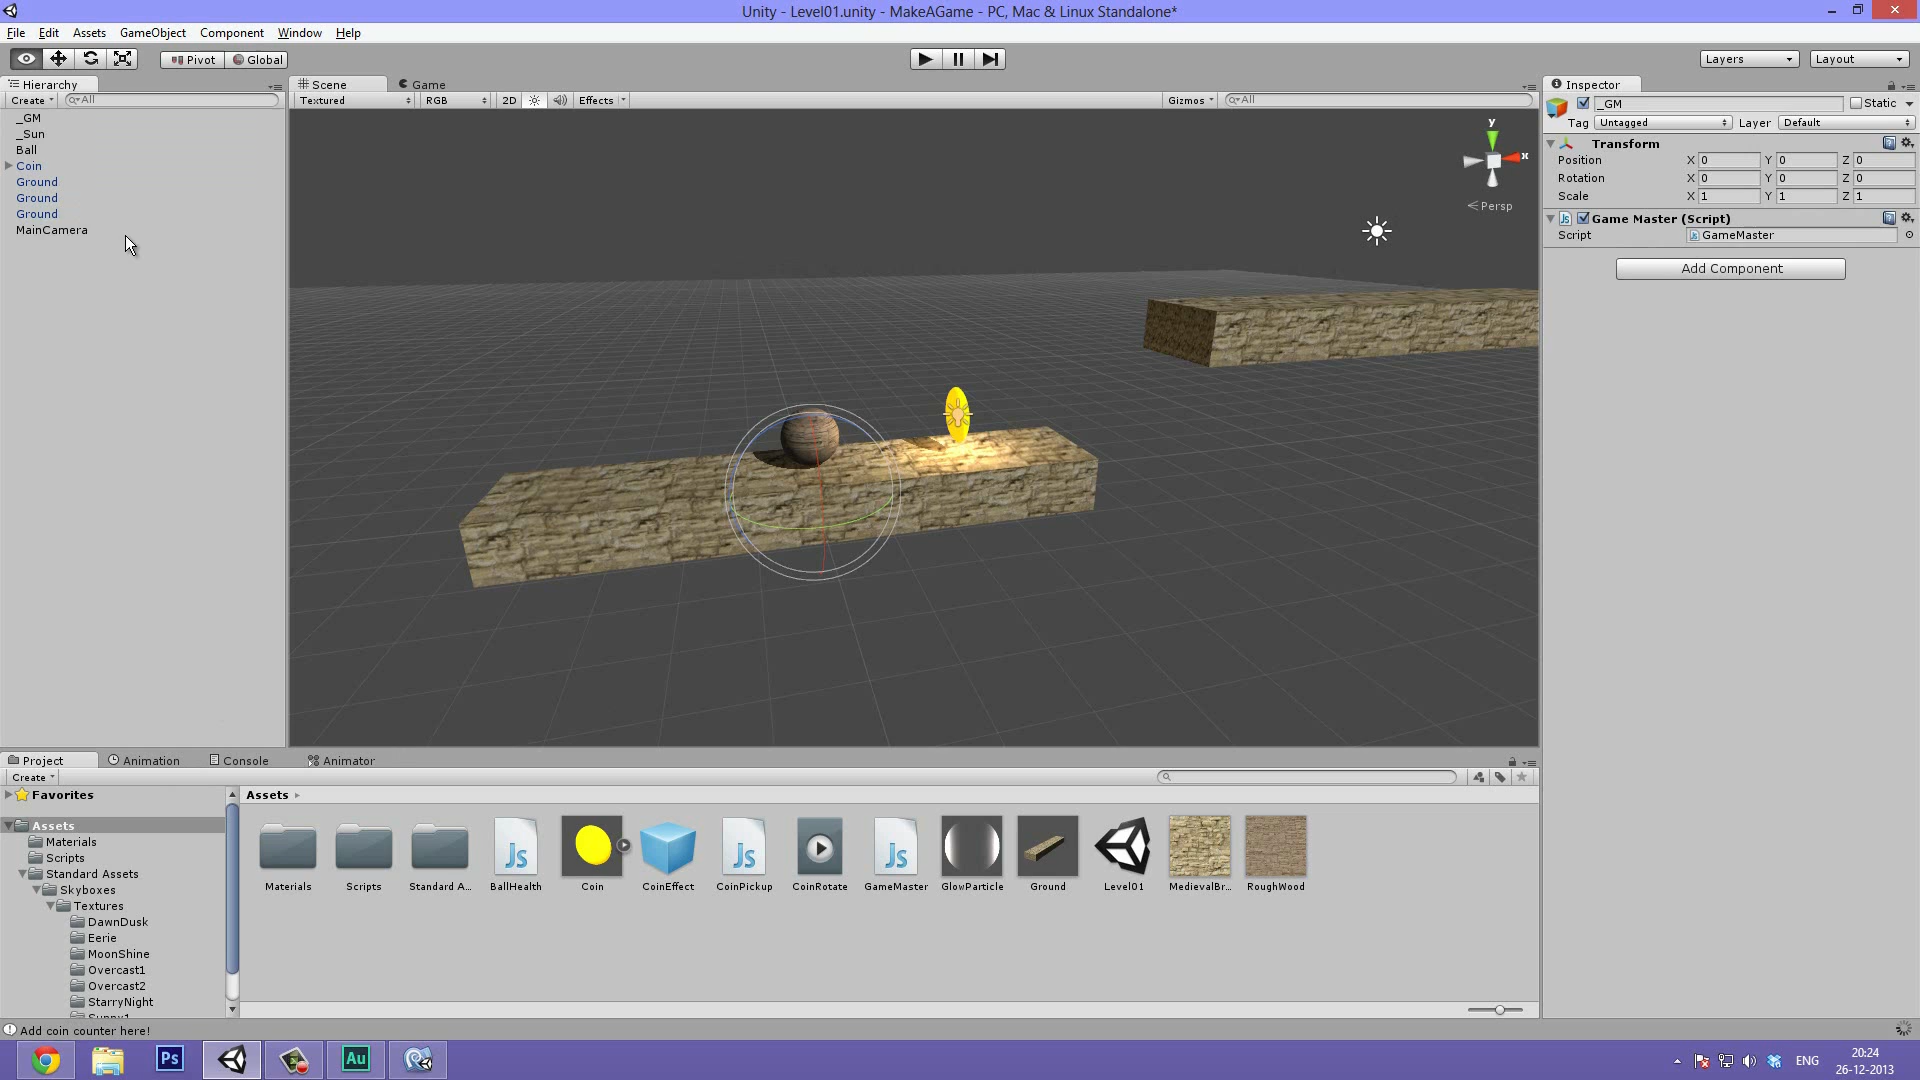 Unity - Level01.unity - MakeAGame - PC, Mac & Linux Standalone*
File Edit Assets GameObject Component Window Help
Pivot Global Layers Layout
Hierarchy
Create All
_GM
_Sun
Ball
Coin
Ground
Ground
Ground
MainCamera
Scene Game
Textured RGB 2D Effects Gizmos All
y
x
Persp
Inspector
_GM Static
Tag Untagged Layer Default
Transform
Position X 0 Y 0 Z 0
Rotation X 0 Y 0 Z 0
Scale X 1 Y 1 Z 1
Game Master (Script)
Script GameMaster
Add Component
Project Animation Console Animator
Create
Favorites
Assets
Materials
Scripts
Standard Assets
Skyboxes
Textures
DawnDusk
Eerie
MoonShine
Overcast1
Overcast2
StarryNight
Sunny1
Assets
Materials Scripts Standard A... BallHealth Coin CoinEffect CoinPickup CoinRotate GameMaster GlowParticle Ground Level01 MedievalBr... RoughWood
Js Js Js
Add coin counter here!
Ps Au
ENG
20:24
26-12-2013